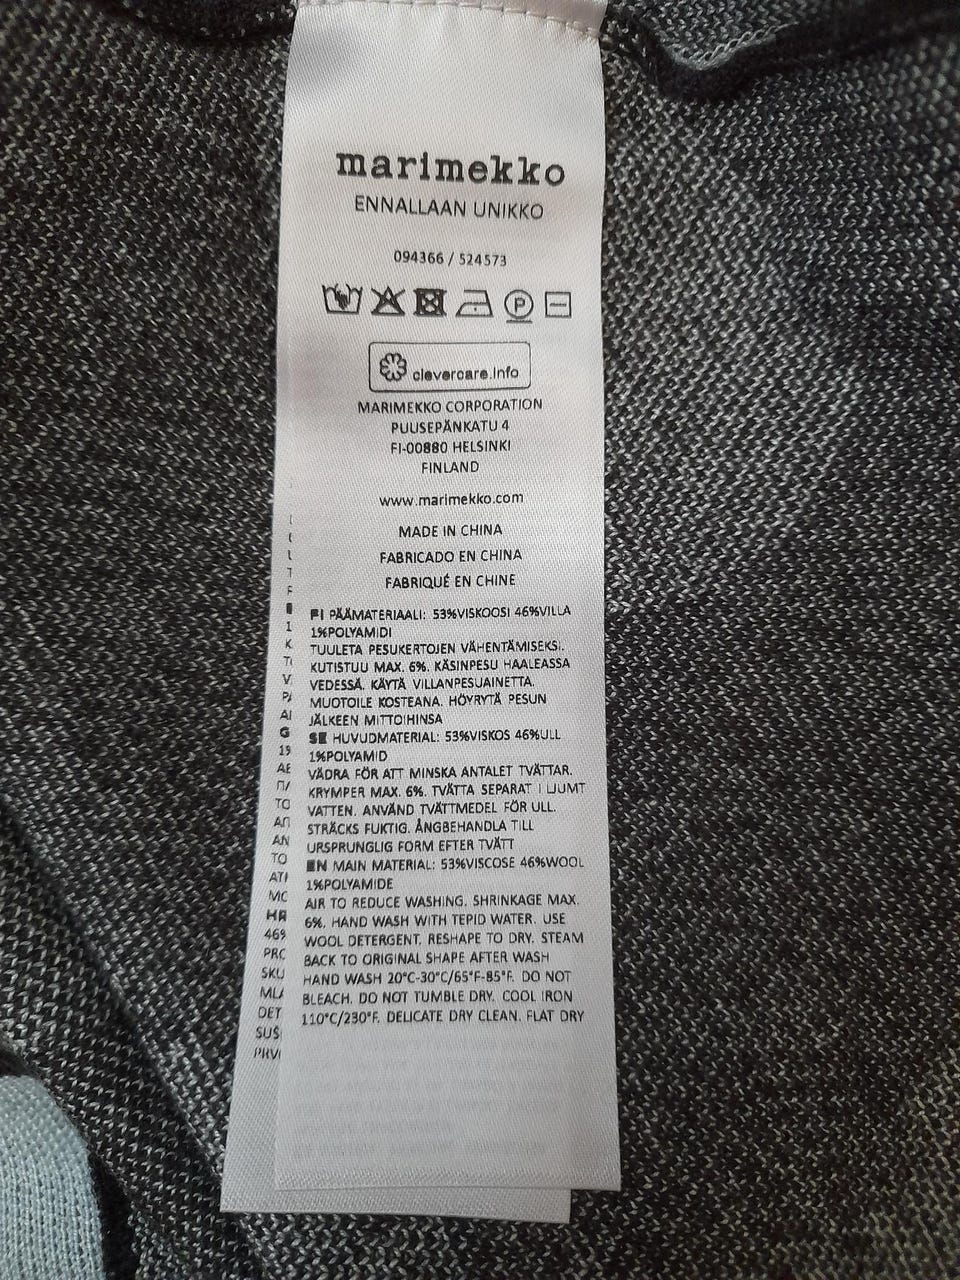 marimekko
ENNALLAAN UNIKKO
094366 / 524573
P
clevercare.info
MARIMEKKO CORPORATION
PUUSEPÄNKATU 4
FI-00880 HELSINKI
FINLAND
www.marimekko.com
MADE IN CHINA
FABRICADO EN CHINA
FABRIQUÉ EN CHINE
FI PÄÄMATERIAALI: 53%VISKOOSI 46%VILLA
1%POLYAMIDI
TUULETA PESUKERTOJEN VÄHENTÄMISEKSI.
KUTISTUU MAX. 6%. KÄSINPESU HAALEASSA
VEDESSÄ. KÄYTÄ VILLANPESUAINETTA.
MUOTOILE KOSTEANA. HÖYRYTÄ PESUN
JÄLKEEN MITTOIHINSA
SE HUVUDMATERIAL: 53%VISKOS 46%ULL
1%POLYAMID
VÄDRA FÖR ATT MINSKA ANTALET TVÄTTAR.
KRYMPER MAX. 6%. TVÄTTA SEPARAT I LJUMT
VATTEN. ANVÄND TVÄTTMEDEL FÖR ULL.
STRÄCKS FUKTIG. ÅNGBEHANDLA TILL
URSPRUNGLIG FORM EFTER TVÄTT
EN MAIN MATERIAL: 53%VISCOSE 46%WOOL
1%POLYAMIDE
AIR TO REDUCE WASHING. SHRINKAGE MAX.
6%. HAND WASH WITH TEPID WATER. USE
WOOL DETERGENT. RESHAPE TO DRY. STEAM
BACK TO ORIGINAL SHAPE AFTER WASH
HAND WASH 20°C-30°C/65°F-85°F. DO NOT
BLEACH. DO NOT TUMBLE DRY. COOL IRON
110°C/230°F. DELICATE DRY CLEAN. FLAT DRY